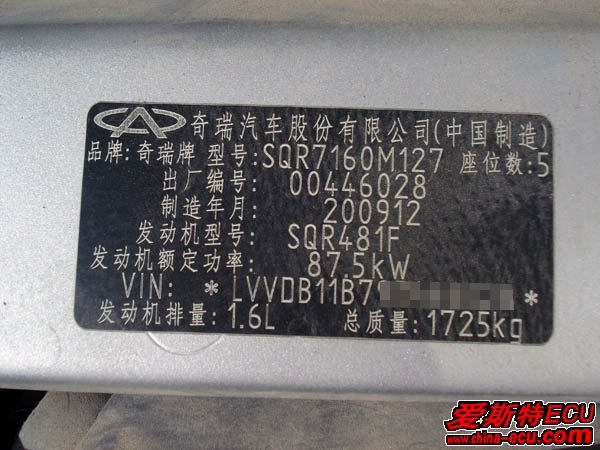 奇瑞汽车股份有限公司(中国制造)
品牌:奇瑞牌 型号:SQR7160M127 座位数:5
出厂编号: 00446028
制造年月: 200912
发动机型号: SQR481F
发动机额定功率: 87.5kW
VIN: * LVVDB11B7 *
发动机排量:1.6L 总质量:1725kg
爱斯特ECU
www.china-ecu.com